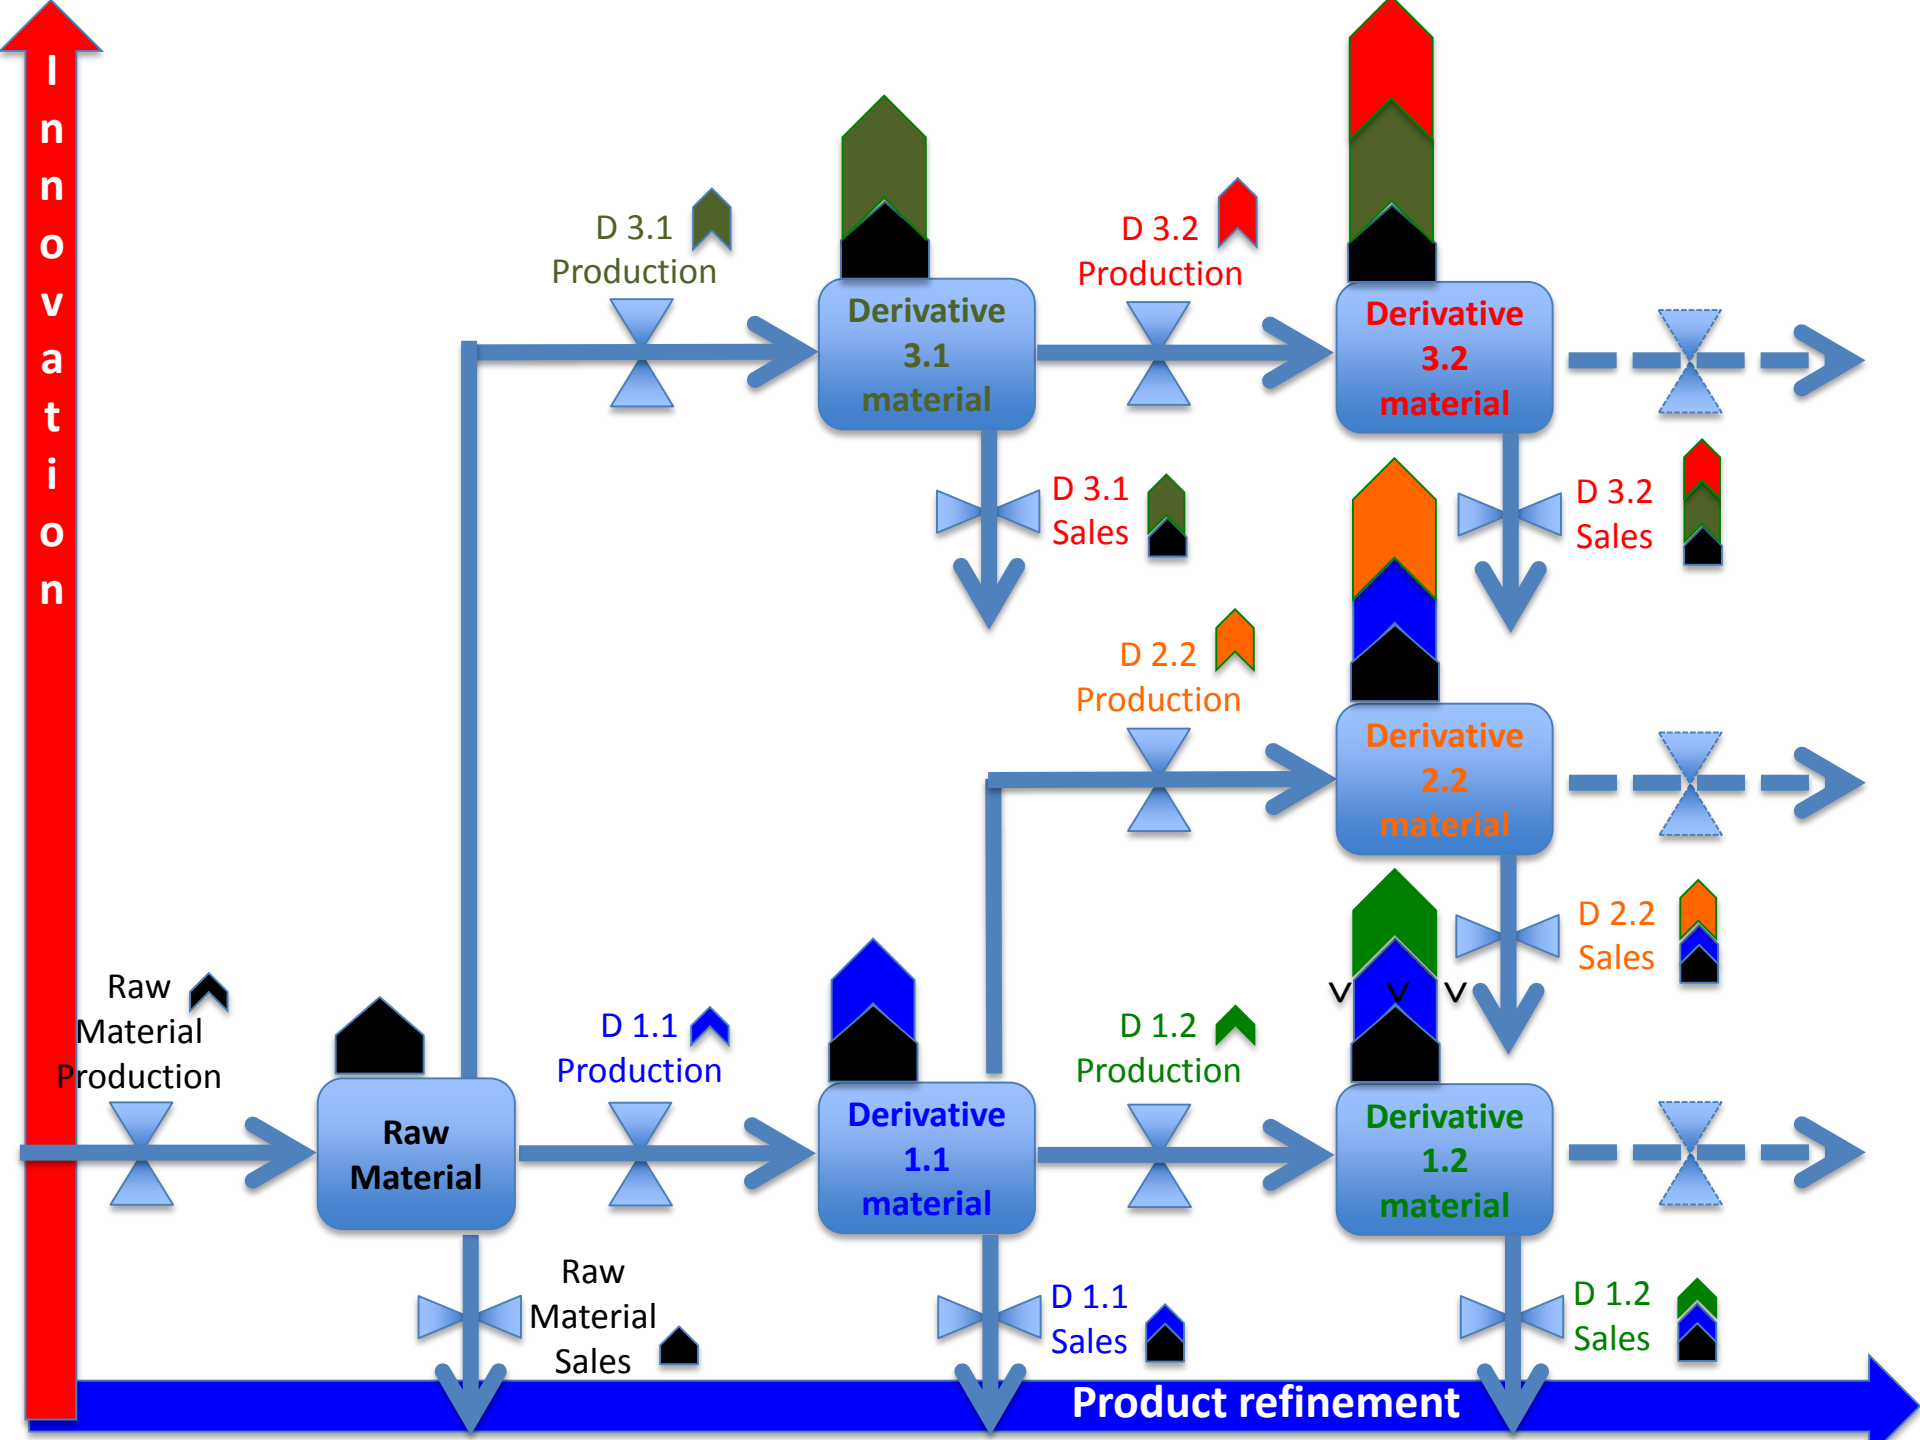 Innovation
D 3.1
Production
D 3.2
Production
Derivative
3.1
material
Derivative
3.2
material
D 3.1
Sales
D 3.2
Sales
D 2.2
Production
Derivative
2.2
material
D 2.2
Sales
Raw
Material
Production
D 1.1
Production
D 1.2
Production
V V V
Raw
Material
Derivative
1.1
material
Derivative
1.2
material
Raw
Material
Sales
D 1.1
Sales
D 1.2
Sales
Product refinement